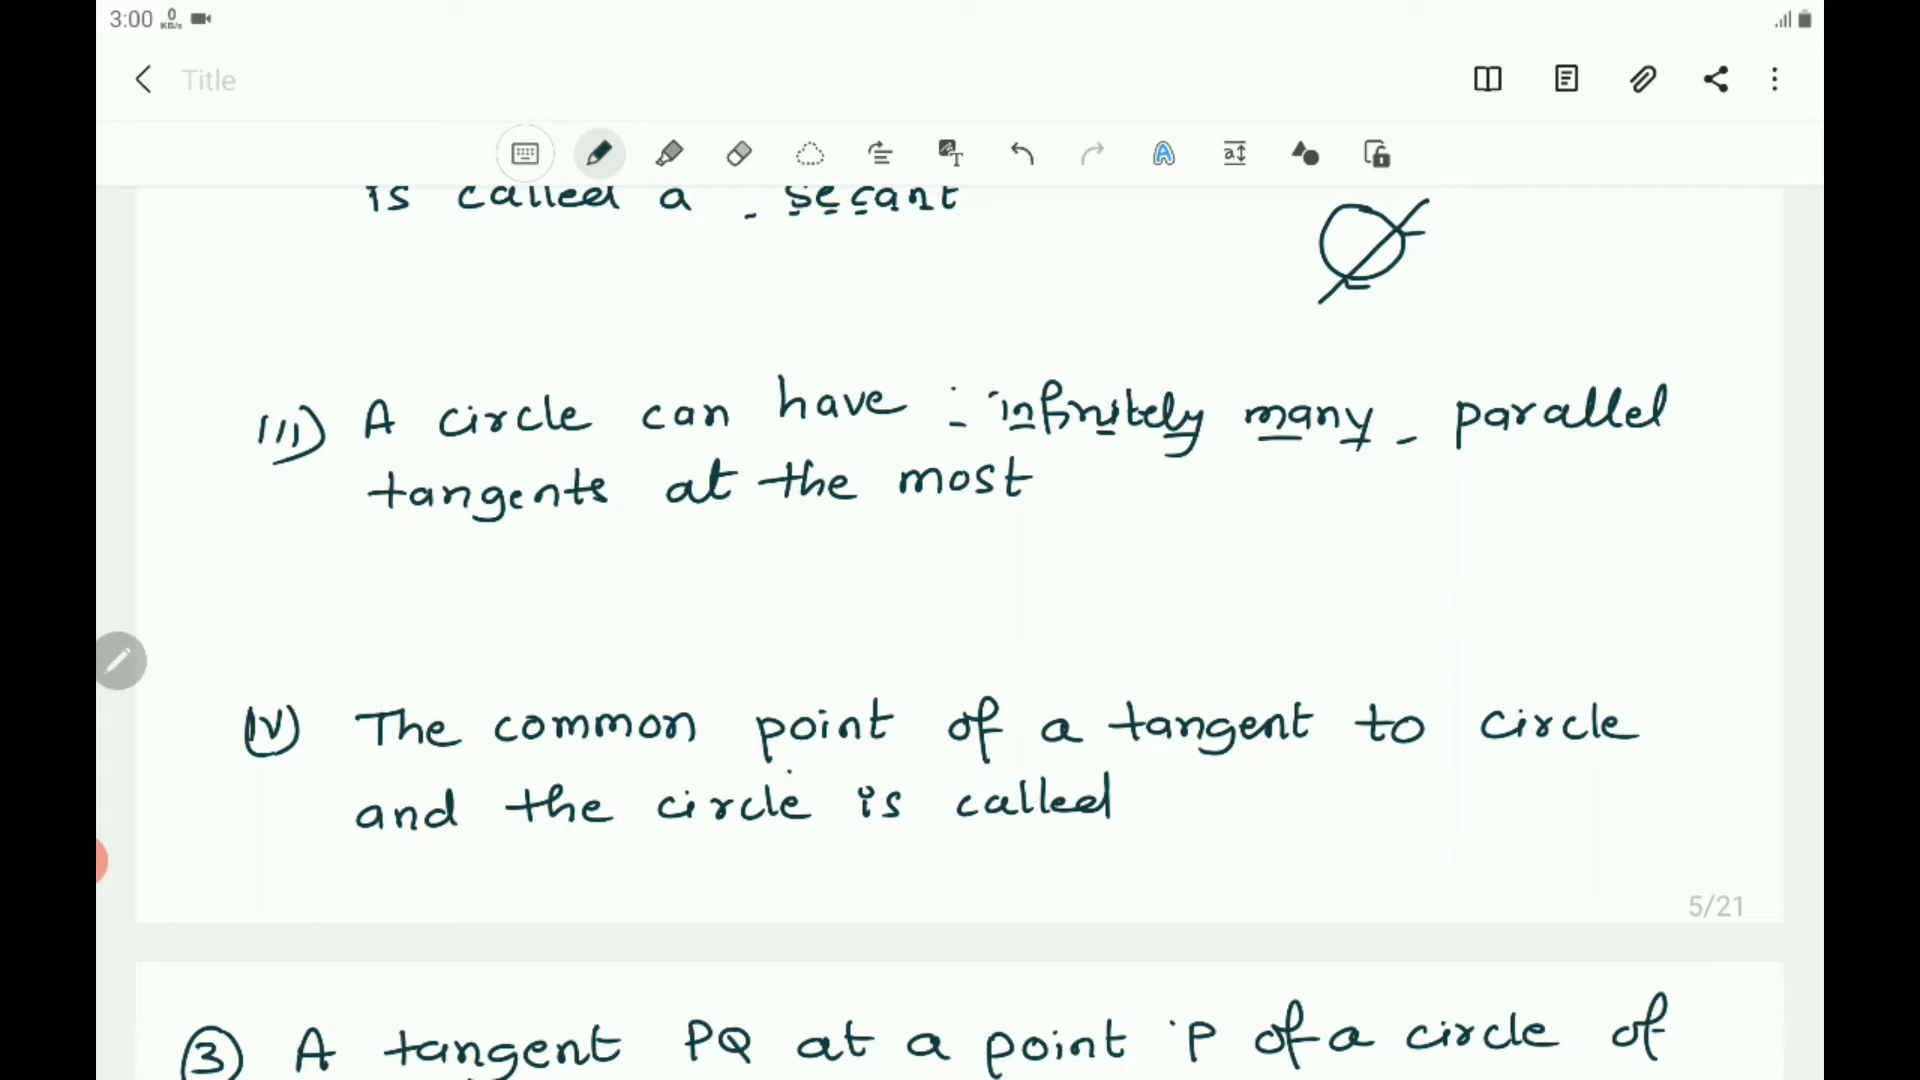 3:00 0 KB/s
Title
is called a - secant
III) A circle can have - infinitely many - parallel
tangents at the most
IV) The common point of a tangent to circle
and the circle is called
5/21
3 A tangent PQ at a point P of a circle of